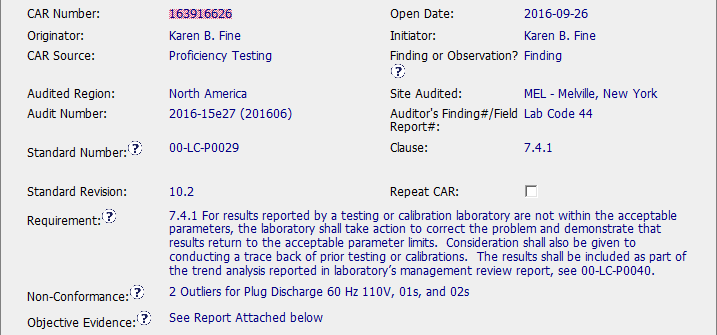 CAR Number: 163916626 Open Date: 2016-09-26
Originator: Karen B. Fine Initiator: Karen B. Fine
CAR Source: Proficiency Testing Finding or Observation? Finding
Audited Region: North America Site Audited: MEL - Melville, New York
Audit Number: 2016-15e27 (201606) Auditor's Finding#/Field Lab Code 44
Report#:
Standard Number: 00-LC-P0029 Clause: 7.4.1
Standard Revision: 10.2 Repeat CAR:
Requirement: 7.4.1 For results reported by a testing or calibration laboratory are not within the acceptable
parameters, the laboratory shall take action to correct the problem and demonstrate that
results return to the acceptable parameter limits. Consideration shall also be given to
conducting a trace back of prior testing or calibrations. The results shall be included as part of
the trend analysis reported in laboratory's management review report, see 00-LC-P0040.
Non-Conformance: 2 Outliers for Plug Discharge 60 Hz 110V, 01s, and 02s
Objective Evidence: See Report Attached below